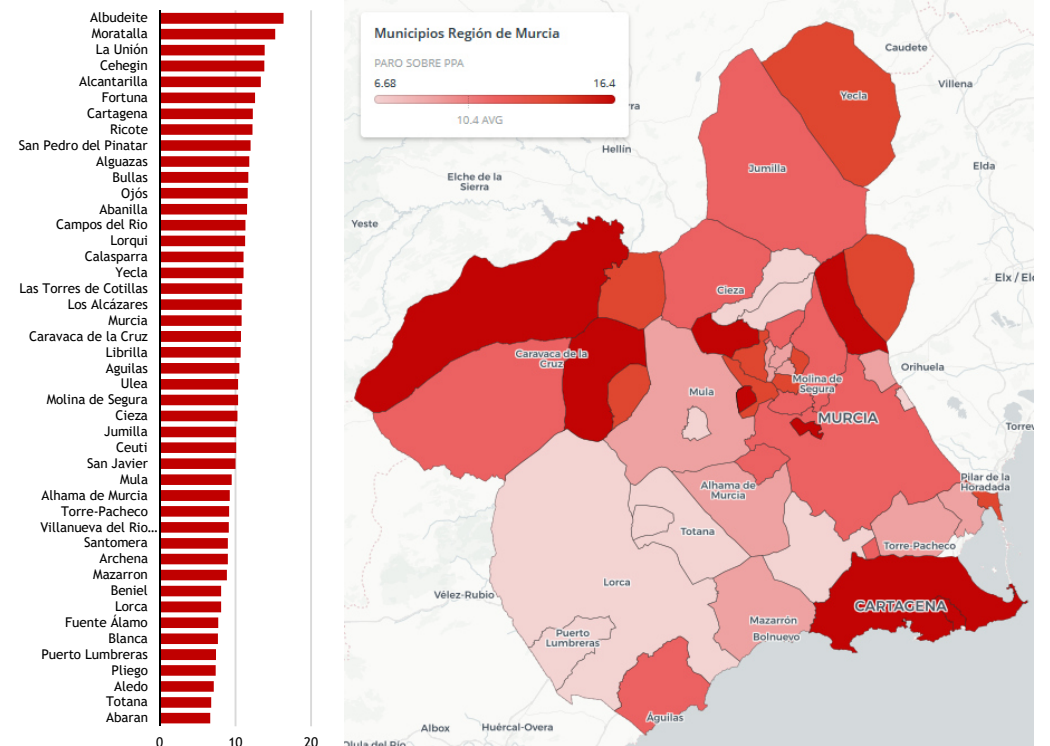 Albudeite
Moratalla
La Unión
Cehegin
Alcantarilla
Fortuna
Cartagena
Ricote
San Pedro del Pinatar
Alguazas
Bullas
Ojós
Abanilla
Campos del Rio
Lorqui
Calasparra
Yecla
Las Torres de Cotillas
Los Alcázares
Murcia
Caravaca de la Cruz
Librilla
Aguilas
Ulea
Molina de Segura
Cieza
Jumilla
Ceuti
San Javier
Mula
Alhama de Murcia
Torre-Pacheco
Villanueva del Rio...
Santomera
Archena
Mazarron
Beniel
Lorca
Fuente Álamo
Blanca
Puerto Lumbreras
Pliego
Aledo
Totana
Abaran
0 10 20
Municipios Región de Murcia
PARO SOBRE PPA
6.68 16.4
10.4 AVG
Caudete
Villena
Yecla
Hellín
Elda
Jumilla
Elche de la
Sierra
Yeste
Elx / El
Cieza
Caravaca de la
Cruz
Orihuela
Molina de
Segura
Mula
MURCIA
Torre
Pilar de la
Horadada
Alhama de
Murcia
Totana
Torre-Pacheco
Lorca
Vélez-Rubio
CARTAGENA
Mazarrón
Bolnuevo
Puerto
Lumbreras
Águilas
Albox
Huércal-Overa
Olula del Río